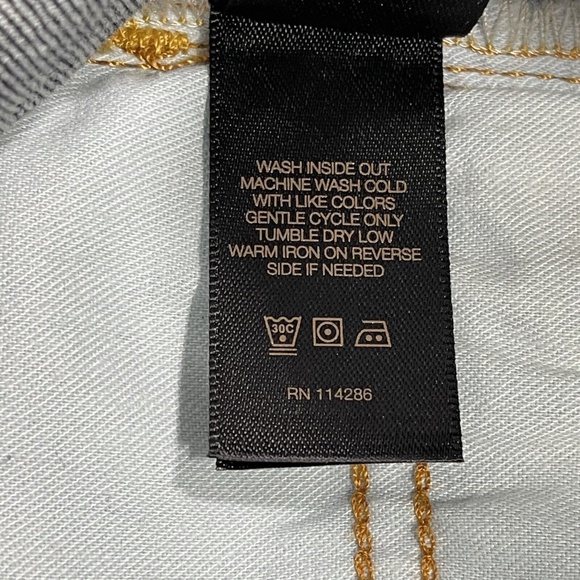 WASH INSIDE OUT
MACHINE WASH COLD
WITH LIKE COLORS
GENTLE CYCLE ONLY
TUMBLE DRY LOW
WARM IRON ON REVERSE
SIDE IF NEEDED
30C
RN 114286